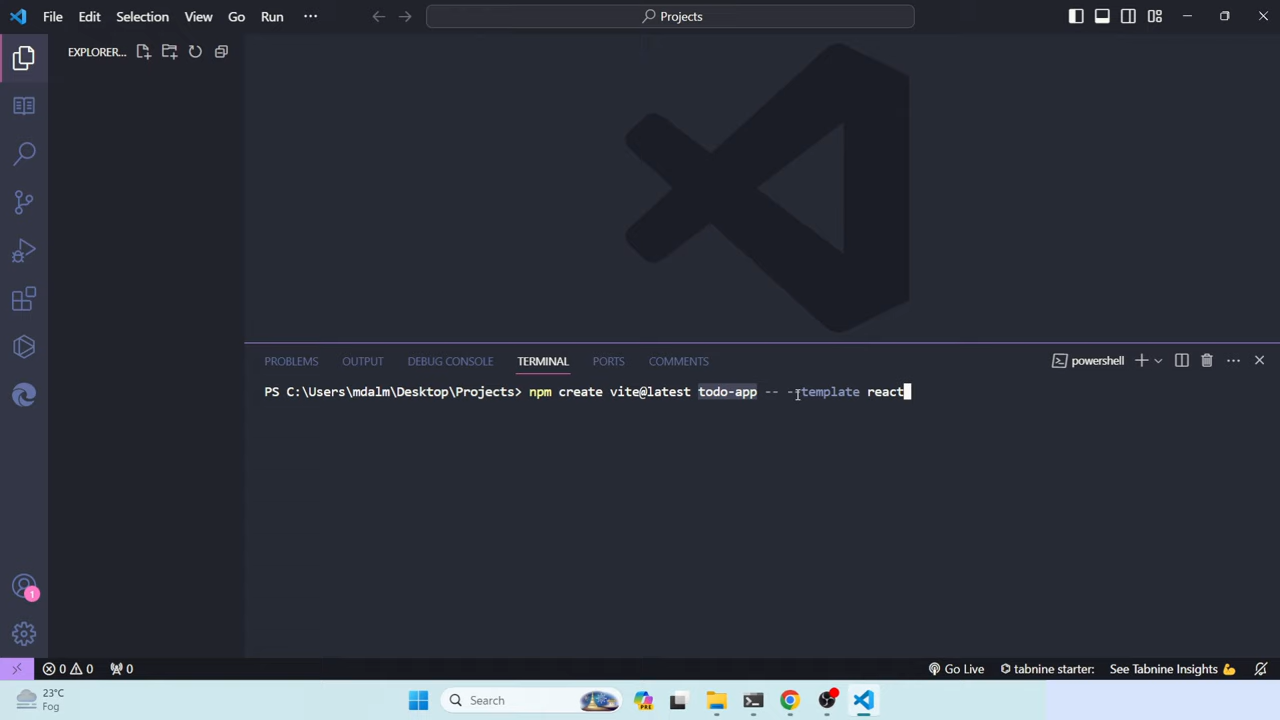 File Edit Selection View Go Run ··· Projects
EXPLORER...
PROBLEMS OUTPUT DEBUG CONSOLE TERMINAL PORTS COMMENTS powershell
PS C:\Users\mdalm\Desktop\Projects> npm create vite@latest todo-app -- --template react
1
0 0 0 Go Live tabnine starter: See Tabnine Insights 💪
23°C
Fog
Search
PRE